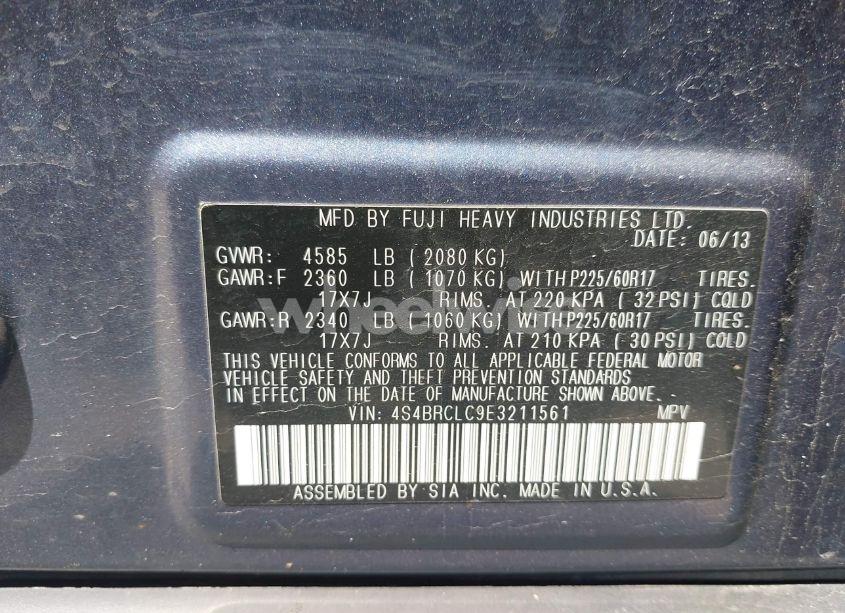 MFD BY FUJI HEAVY INDUSTRIES LTD.
DATE: 06/13
GVWR: 4585 LB ( 2080 KG)
GAWR:F 2360 LB ( 1070 KG) WITH P225/60R17 TIRES.
17X7J RIMS. AT 220 KPA ( 32 PSI) COLD
GAWR:R 2340 LB ( 1060 KG) WITH P225/60R17 TIRES.
17X7J RIMS. AT 210 KPA ( 30 PSI) COLD
THIS VEHICLE CONFORMS TO ALL APPLICABLE FEDERAL MOTOR
VEHICLE SAFETY AND THEFT PREVENTION STANDARDS
IN EFFECT ON THE DATE OF MANUFACTURE SHOWN ABOVE.
VIN: 4S4BRCLC9E3211561 MPV
ASSEMBLED BY SIA INC. MADE IN U.S.A.